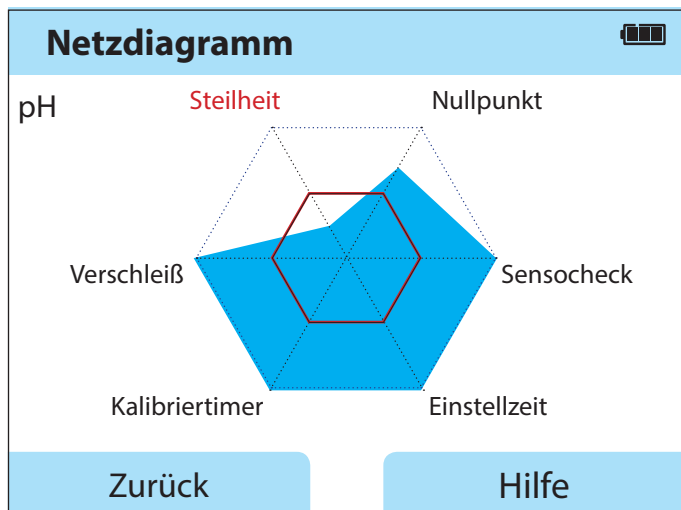 Netzdiagramm
pH
Steilheit
Nullpunkt
Verschleiß
Sensocheck
Kalibriertimer
Einstellzeit
Zurück
Hilfe